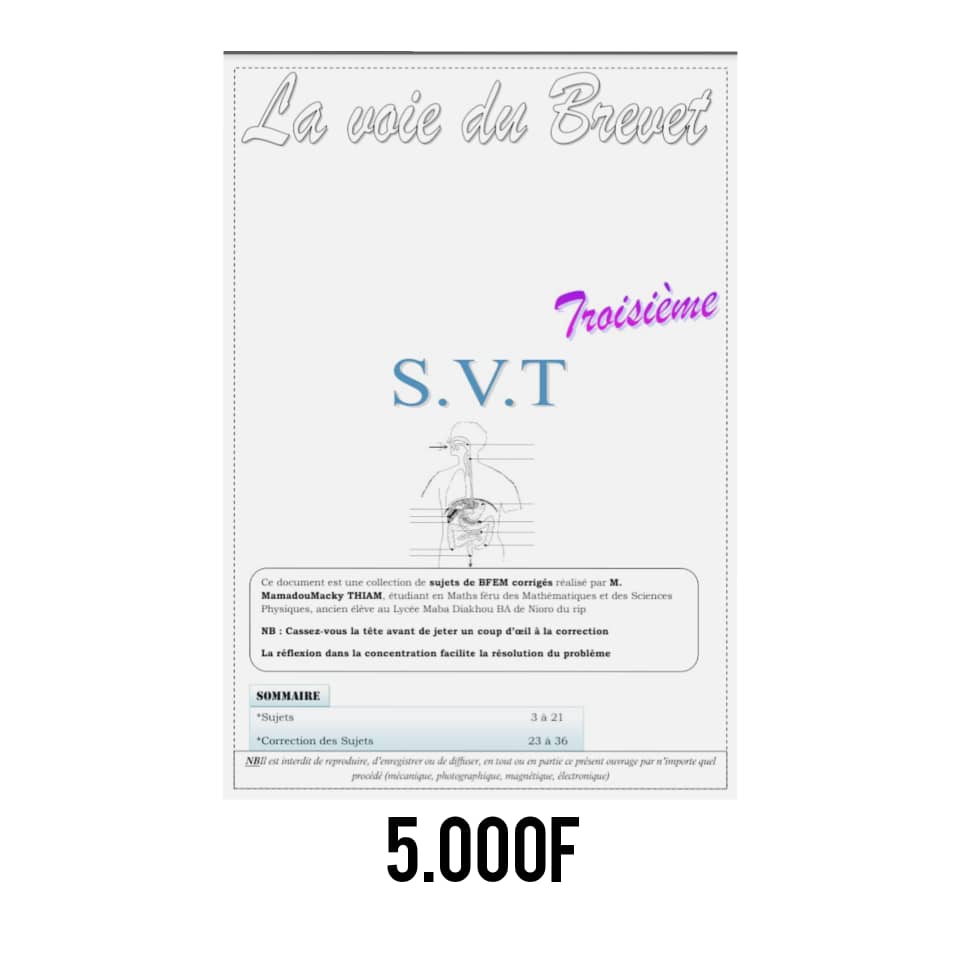 La voie du Brevet
Troisième
S.V.T
Ce document est une collection de sujets de BFEM corrigés réalisé par M.
MamadouMacky THIAM, étudiant en Maths féru des Mathématiques et des Sciences
Physiques, ancien élève au Lycée Maba Diakhou BA de Nioro du rip
NB : Cassez-vous la tête avant de jeter un coup d'œil à la correction
La réflexion dans la concentration facilite la résolution du problème
SOMMAIRE
*Sujets 3 à 21
*Correction des Sujets 23 à 36
NBIl est interdit de reproduire, d'enregistrer ou de diffuser, en tout ou en partie ce présent ouvrage par n'importe quel
procédé (mécanique, photographique, magnétique, électronique)
5.000F